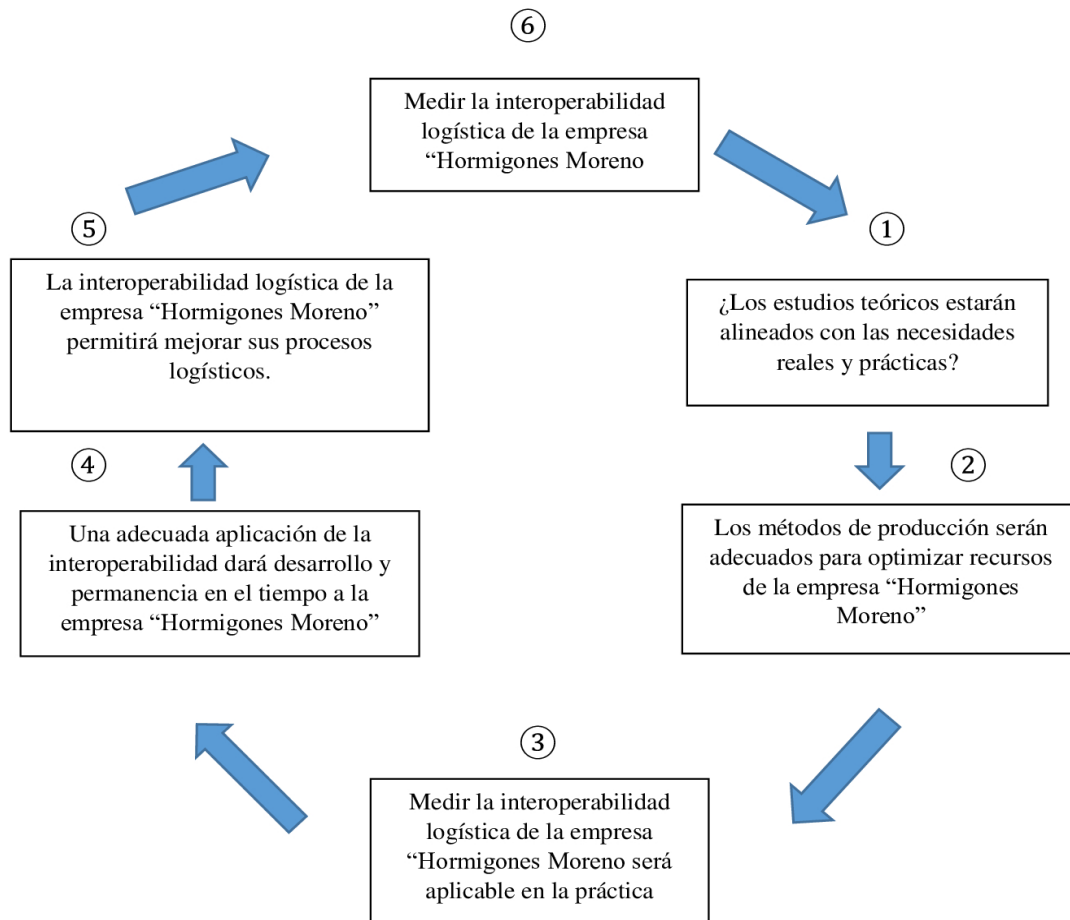 ⑥
Medir la interoperabilidad
logística de la empresa
“Hormigones Moreno
①
¿Los estudios teóricos estarán
alineados con las necesidades
reales y prácticas?
②
Los métodos de producción serán
adecuados para optimizar recursos
de la empresa “Hormigones
Moreno”
③
Medir la interoperabilidad
logística de la empresa
“Hormigones Moreno será
aplicable en la práctica
④
Una adecuada aplicación de la
interoperabilidad dará desarrollo y
permanencia en el tiempo a la
empresa “Hormigones Moreno”
⑤
La interoperabilidad logística de la
empresa “Hormigones Moreno”
permitirá mejorar sus procesos
logísticos.